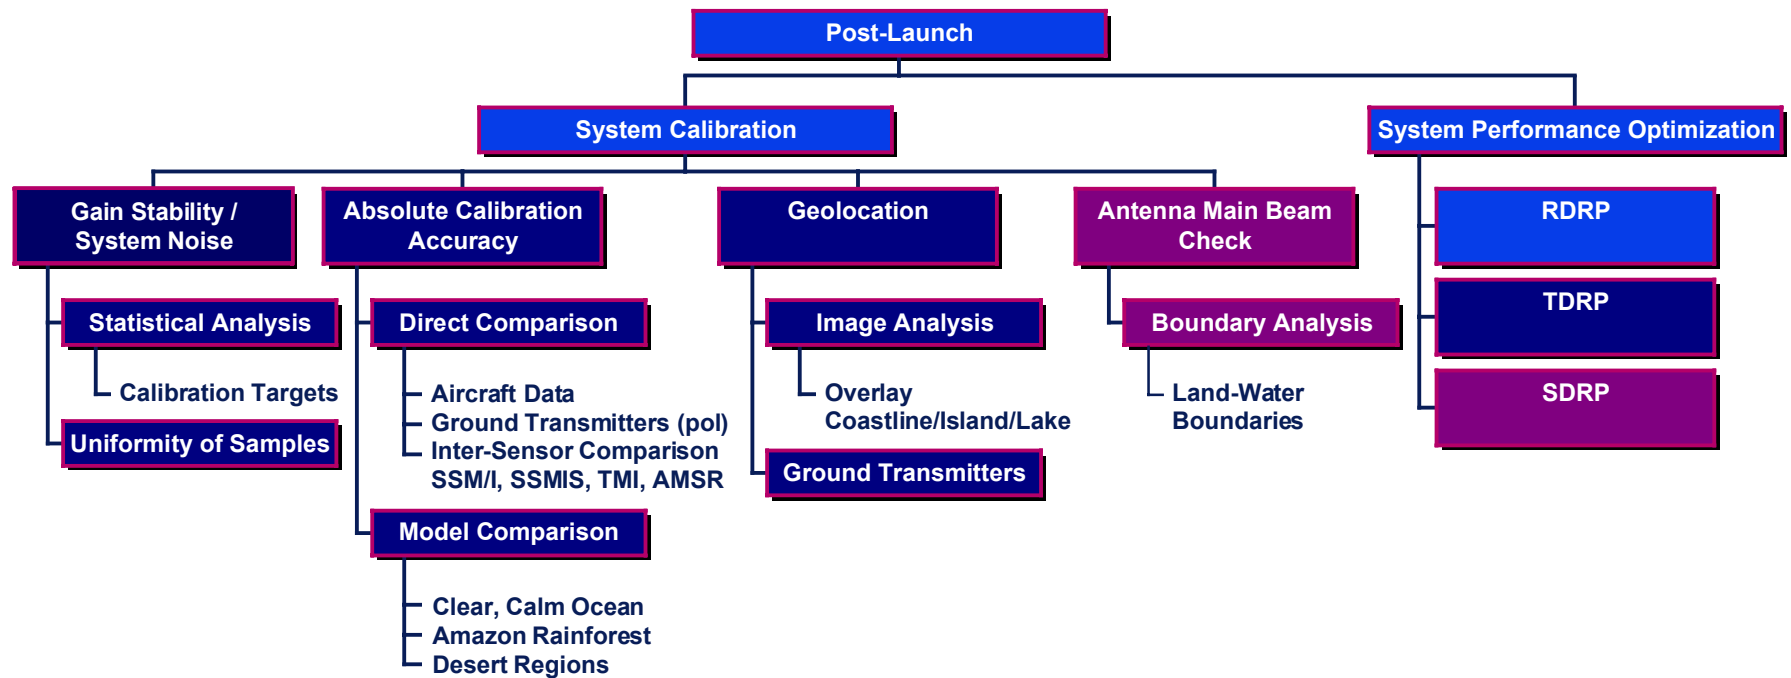 Post-Launch
System Calibration
System Performance Optimization
Gain Stability /
System Noise
Statistical Analysis
Calibration Targets
Uniformity of Samples
Absolute Calibration
Accuracy
Direct Comparison
Aircraft Data
Ground Transmitters (pol)
Inter-Sensor Comparison
SSM/I, SSMIS, TMI, AMSR
Model Comparison
Clear, Calm Ocean
Amazon Rainforest
Desert Regions
Geolocation
Image Analysis
Overlay
Coastline/Island/Lake
Ground Transmitters
Antenna Main Beam
Check
Boundary Analysis
Land-Water
Boundaries
RDRP
TDRP
SDRP